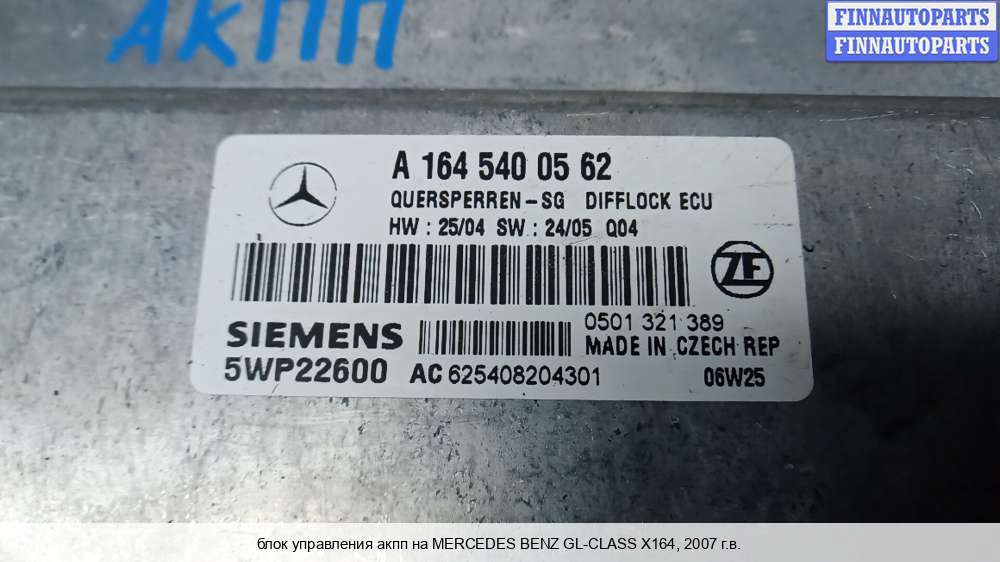 FINNAUTOPARTS
FINNAUTOPARTS
АКПП
A 164 540 05 62
QUERSPERREN-SG DIFFLOCK ECU
HW : 25/04 SW : 24/05 Q04
ZF
SIEMENS
0501 321 389
MADE IN CZECH REP
5WP22600 AC 625408204301 06W25
блок управления акпп на MERCEDES BENZ GL-CLASS X164, 2007 г.в.